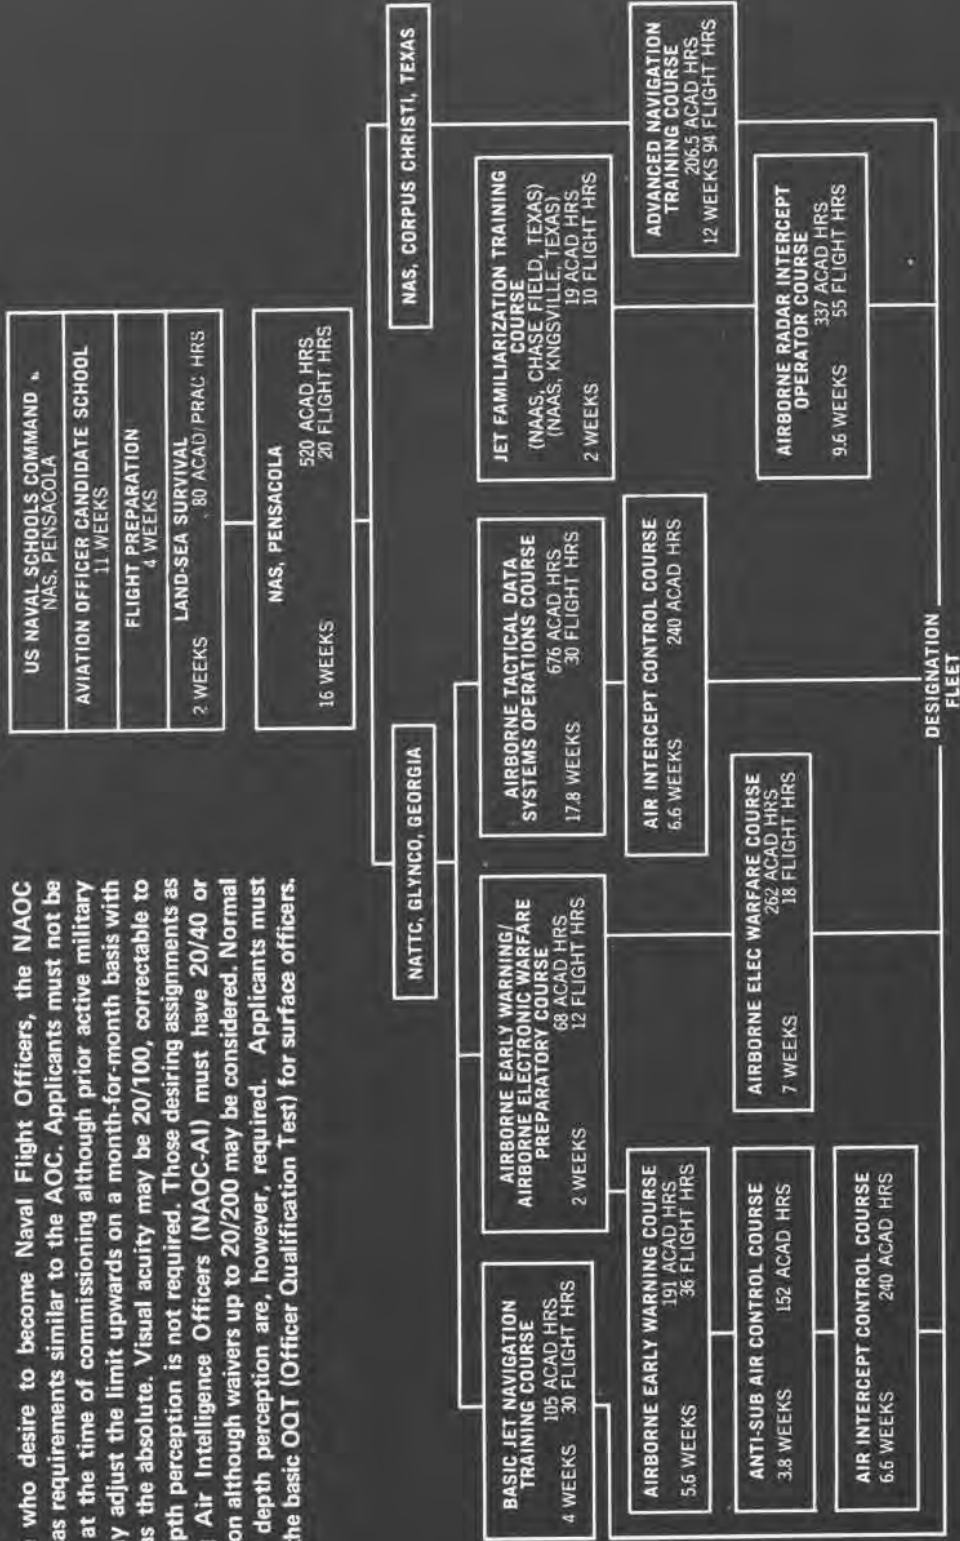 who desire to become Naval Flight Officers, the NAOC
as requirements similar to the AOC. Applicants must not be
at the time of commissioning although prior active military
y adjust the limit upwards on a month-for-month basis with
as the absolute. Visual acuity may be 20/100, correctable to
pth perception is not required. Those desiring assignments as
Air Intelligence Officers (NAOC-AI) must have 20/40 or
on although waivers up to 20/200 may be considered. Normal
depth perception are, however, required. Applicants must
he basic OQT (Officer Qualification Test) for surface officers.
US NAVAL SCHOOLS COMMAND
NAS, PENSACOLA
AVIATION OFFICER CANDIDATE SCHOOL
11 WEEKS
FLIGHT PREPARATION
4 WEEKS
LAND-SEA SURVIVAL
2 WEEKS 80 ACAD/PRAC HRS
NAS, PENSACOLA
520 ACAD HRS
16 WEEKS 20 FLIGHT HRS
NATTC, GLYNCO, GEORGIA
NAS, CORPUS CHRISTI, TEXAS
BASIC JET NAVIGATION
TRAINING COURSE
105 ACAD HRS
4 WEEKS 30 FLIGHT HRS
AIRBORNE EARLY WARNING/
AIRBORNE ELECTRONIC WARFARE
PREPARATORY COURSE
68 ACAD HRS
2 WEEKS 12 FLIGHT HRS
AIRBORNE TACTICAL DATA
SYSTEMS OPERATIONS COURSE
676 ACAD HRS
17.8 WEEKS 30 FLIGHT HRS
JET FAMILIARIZATION TRAINING
COURSE
(NAAS, CHASE FIELD, TEXAS)
(NAAS, KNGSVILLE, TEXAS)
19 ACAD HRS
2 WEEKS 10 FLIGHT HRS
AIRBORNE EARLY WARNING COURSE
191 ACAD HRS
5.6 WEEKS 36 FLIGHT HRS
AIR INTERCEPT CONTROL COURSE
6.6 WEEKS 240 ACAD HRS
ADVANCED NAVIGATION
TRAINING COURSE
206.5 ACAD HRS
12 WEEKS 94 FLIGHT HRS
ANTI-SUB AIR CONTROL COURSE
3.8 WEEKS 152 ACAD HRS
AIRBORNE ELEC WARFARE COURSE
262 ACAD HRS
7 WEEKS 18 FLIGHT HRS
AIRBORNE RADAR INTERCEPT
OPERATOR COURSE
337 ACAD HRS
9.6 WEEKS 55 FLIGHT HRS
AIR INTERCEPT CONTROL COURSE
6.6 WEEKS 240 ACAD HRS
DESIGNATION
FLEET